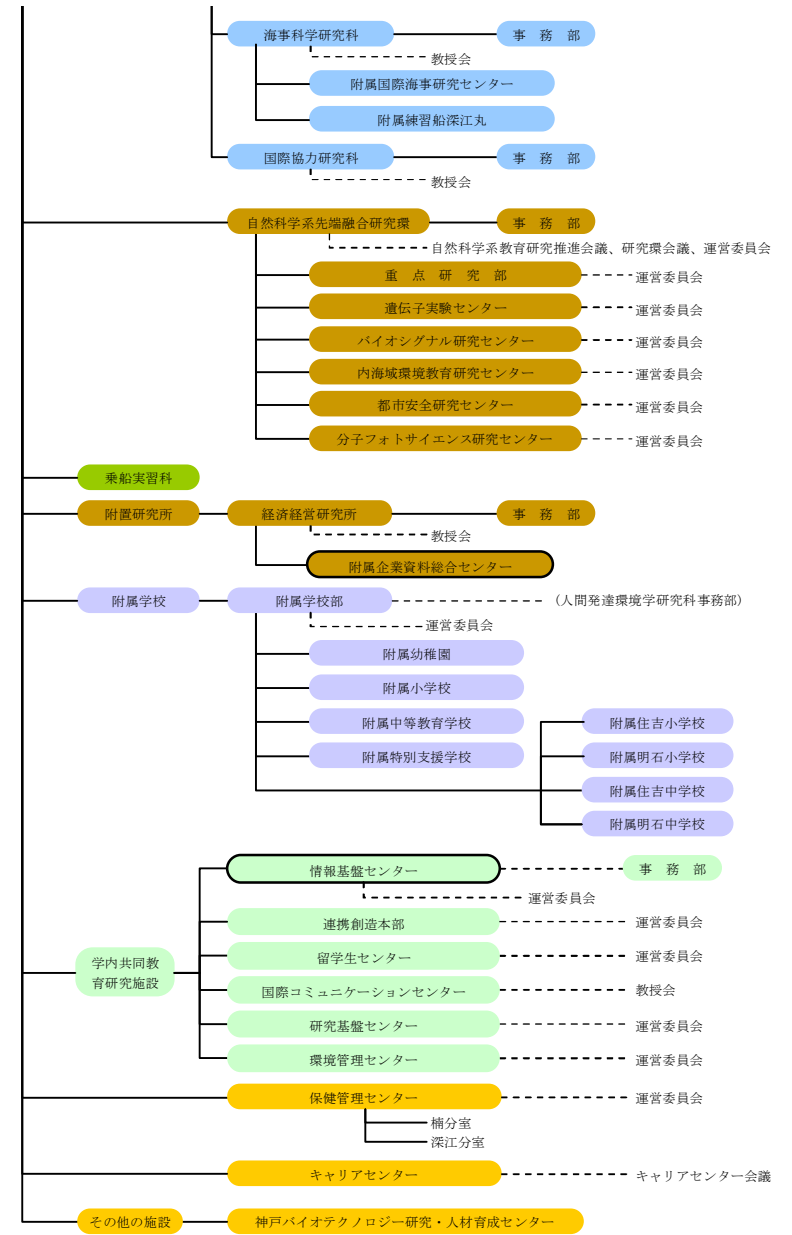 海事科学研究科
事 務 部
教授会
附属国際海事研究センター
附属練習船深江丸
国際協力研究科
事 務 部
教授会
自然科学系先端融合研究環
事 務 部
自然科学系教育研究推進会議、研究環会議、運営委員会
重 点 研 究 部
運営委員会
遺伝子実験センター
運営委員会
バイオシグナル研究センター
運営委員会
内海域環境教育研究センター
運営委員会
都市安全研究センター
運営委員会
分子フォトサイエンス研究センター
運営委員会
乗船実習科
附置研究所
経済経営研究所
事 務 部
教授会
附属企業資料総合センター
附属学校
附属学校部
(人間発達環境学研究科事務部)
運営委員会
附属幼稚園
附属小学校
附属中等教育学校
附属住吉小学校
附属特別支援学校
附属明石小学校
附属住吉中学校
附属明石中学校
情報基盤センター
事 務 部
運営委員会
連携創造本部
運営委員会
学内共同教
育研究施設
留学生センター
運営委員会
国際コミュニケーションセンター
教授会
研究基盤センター
運営委員会
環境管理センター
運営委員会
保健管理センター
運営委員会
楠分室
深江分室
キャリアセンター
キャリアセンター会議
その他の施設
神戸バイオテクノロジー研究・人材育成センター